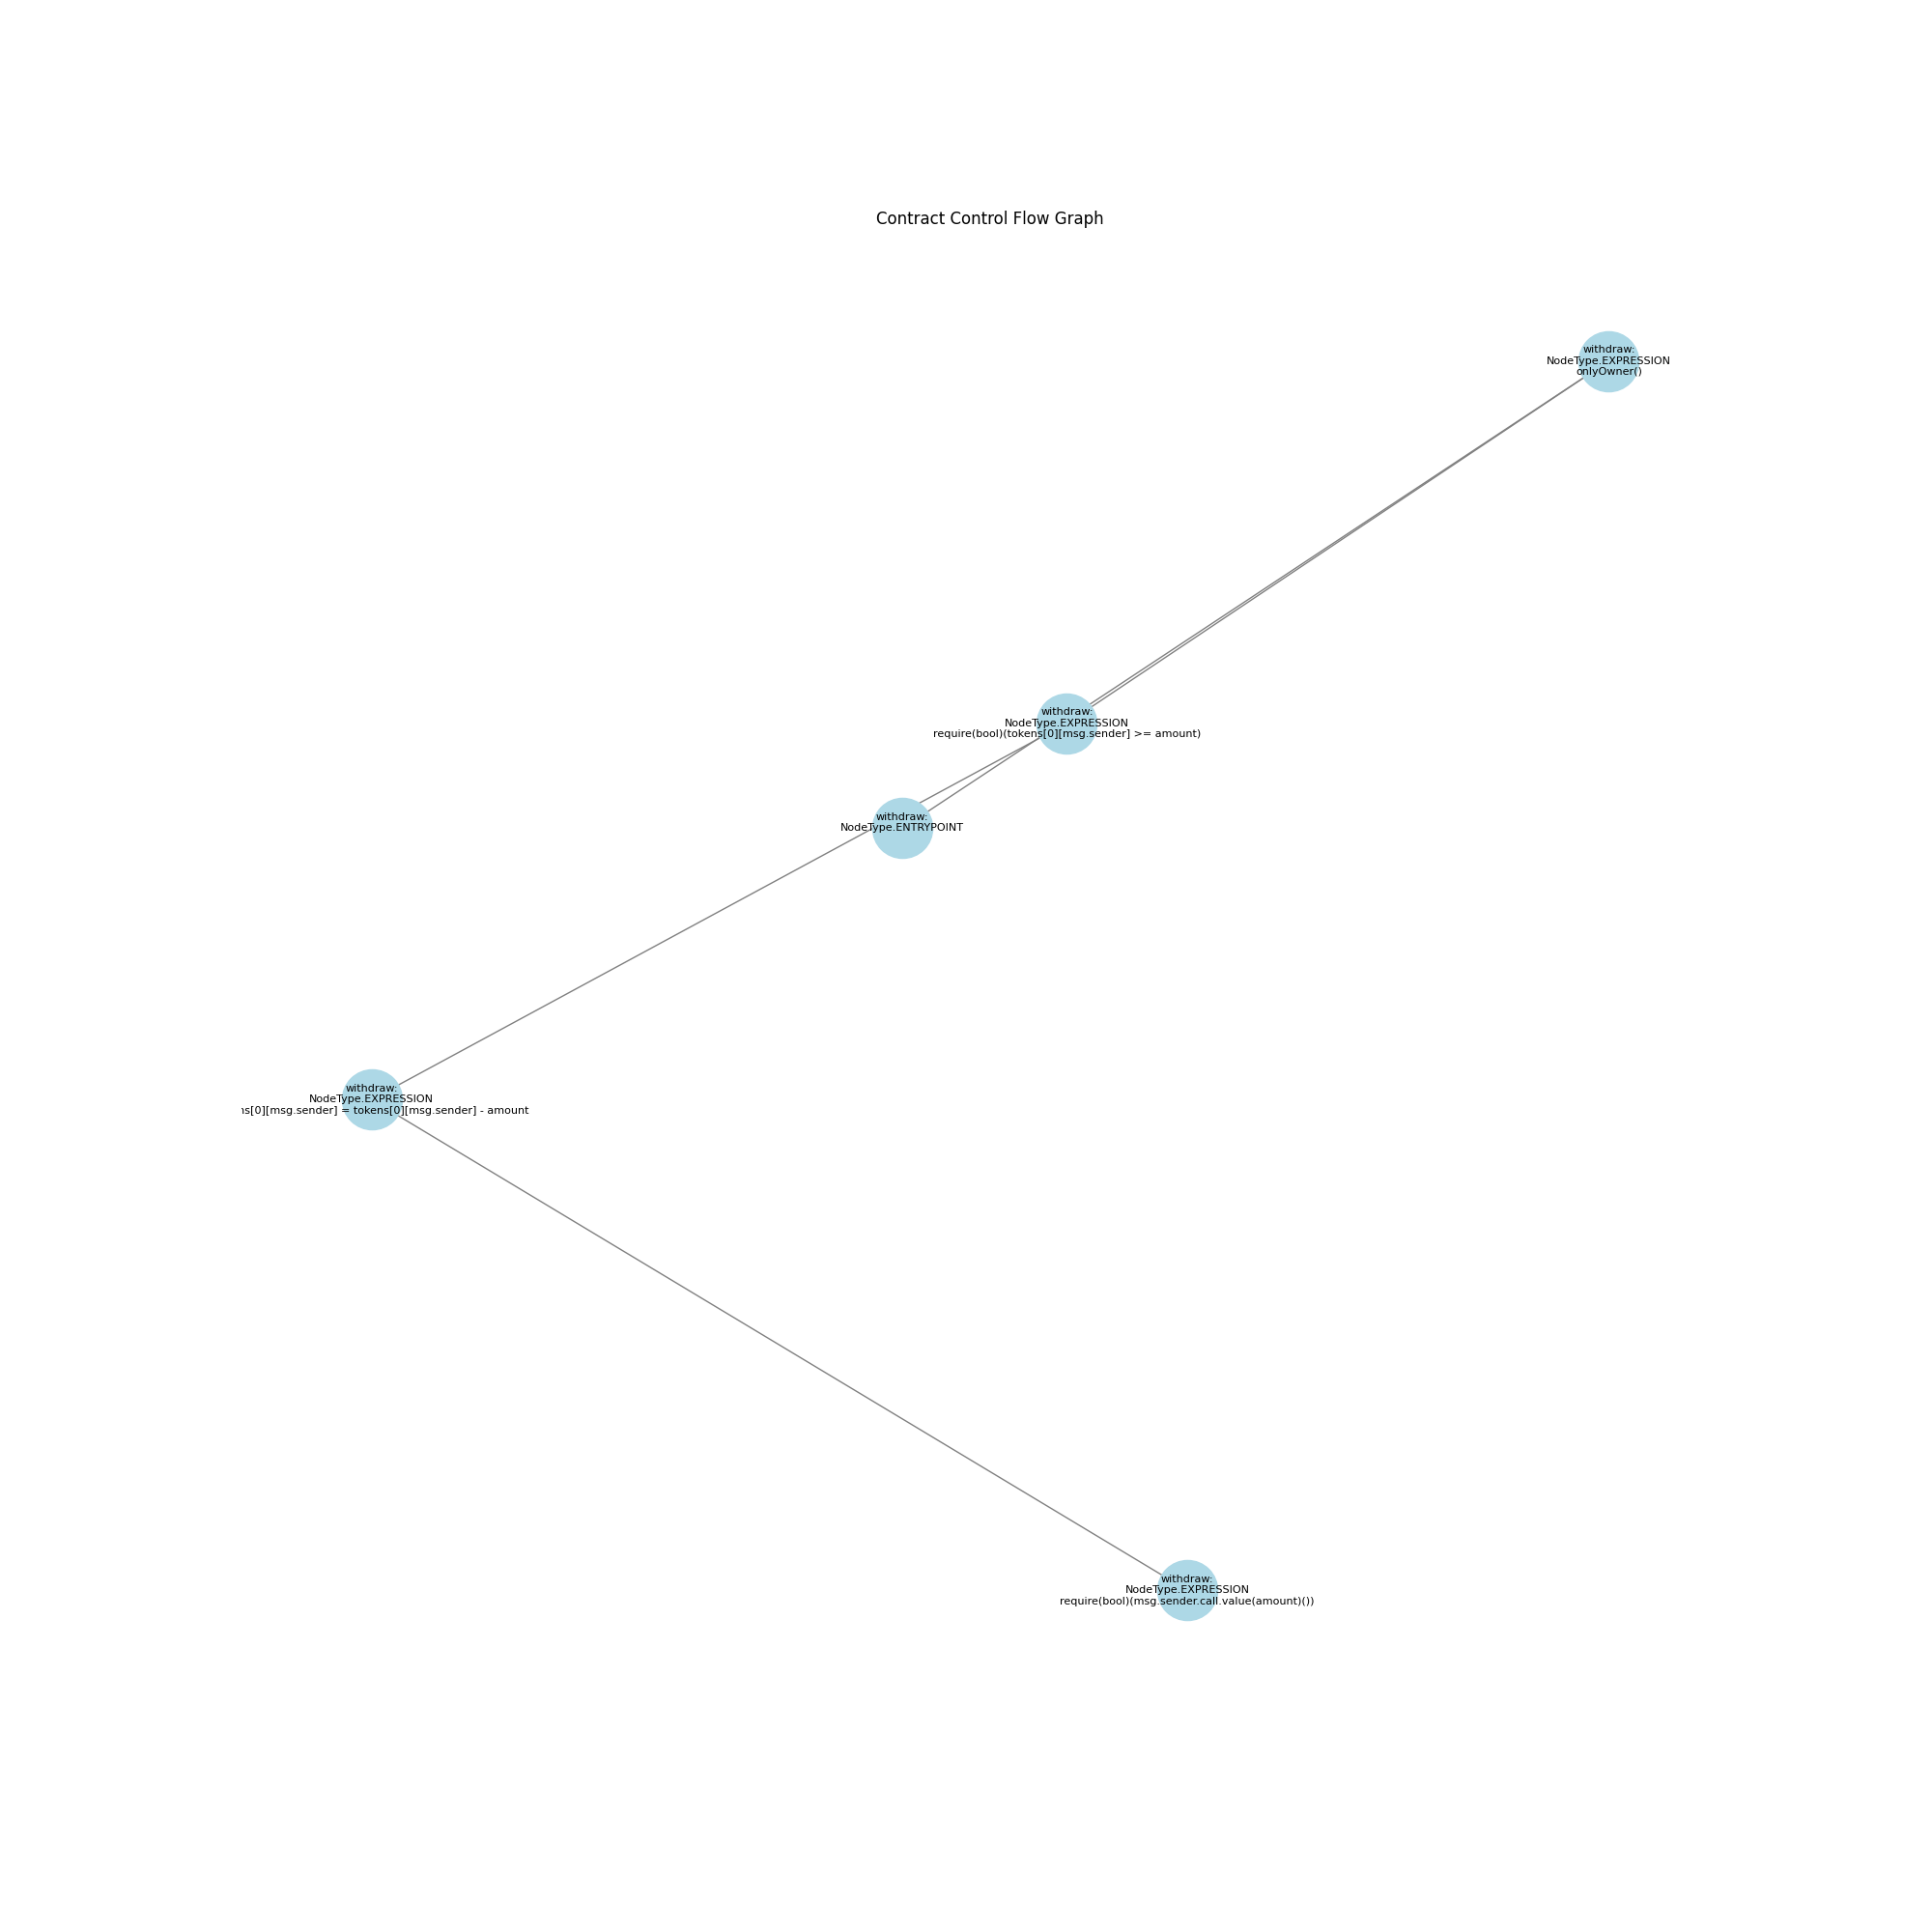 Contract Control Flow Graph
withdraw:
NodeType.EXPRESSION
onlyOwner()
withdraw:
NodeType.EXPRESSION
require(bool)(tokens[0][msg.sender] >= amount)
withdraw:
NodeType.ENTRYPOINT
withdraw:
NodeType.EXPRESSION
s[0][msg.sender] = tokens[0][msg.sender] - amount
withdraw:
NodeType.EXPRESSION
require(bool)(msg.sender.call.value(amount)())